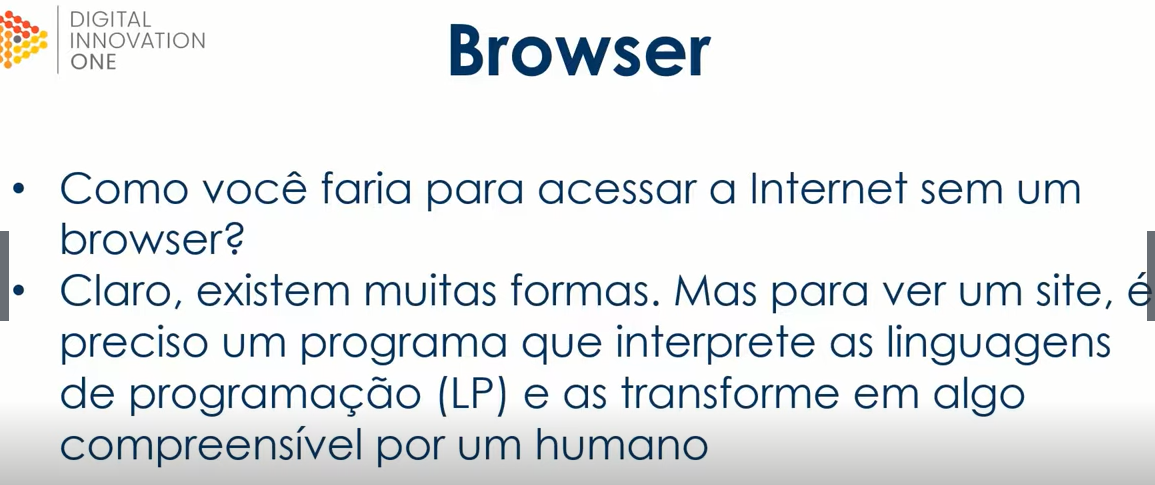 DIGITAL
INNOVATION
ONE
Browser
• Como você faria para acessar a Internet sem um
browser?
• Claro, existem muitas formas. Mas para ver um site, é
preciso um programa que interprete as linguagens
de programação (LP) e as transforme em algo
compreensível por um humano